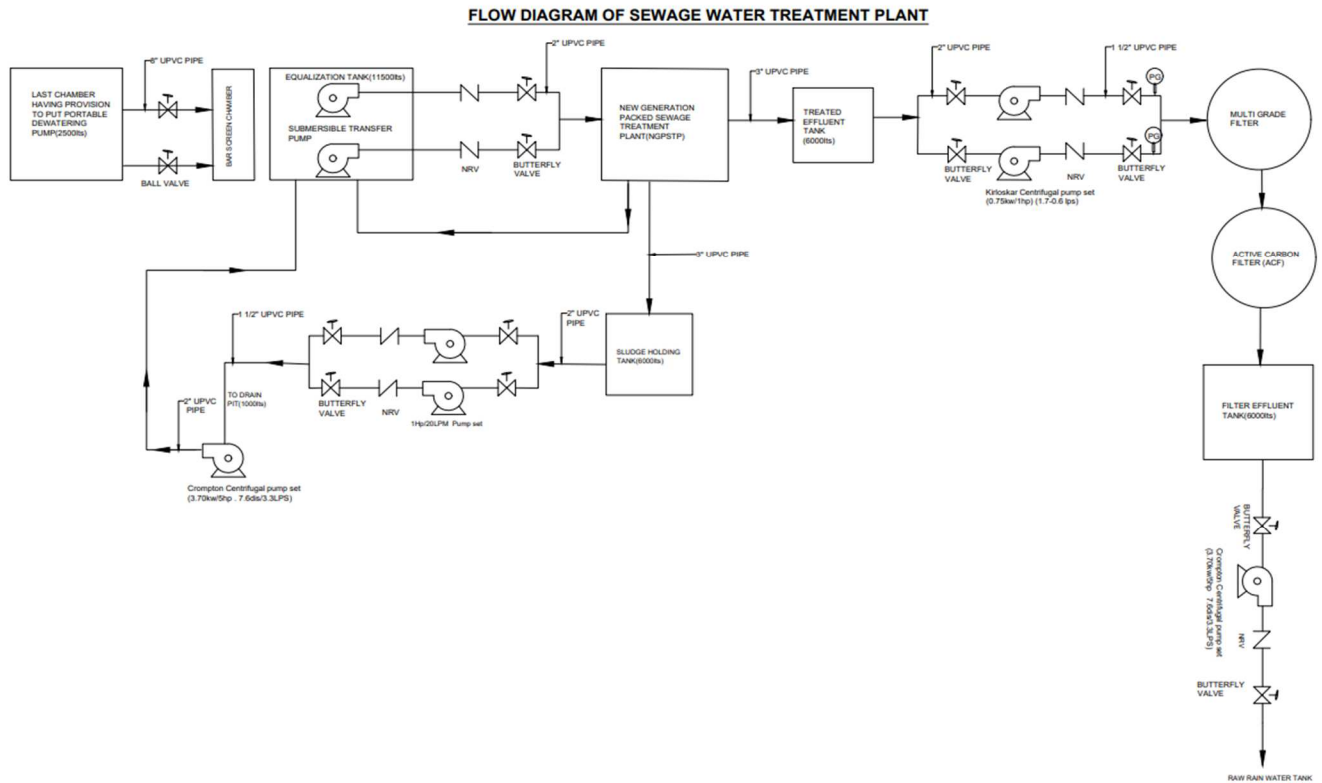 FLOW DIAGRAM OF SEWAGE WATER TREATMENT PLANT
LAST CHAMBER
HAVING PROVISION
TO PUT PORTABLE
DEWATERING
PUMP(2500lts)
6" UPVC PIPE
BALL VALVE
BAR SCREEN CHAMBER
EQUALIZATION TANK(11500lts)
SUBMERSIBLE TRANSFER
PUMP
2" UPVC PIPE
NRV
BUTTERFLY
VALVE
NEW GENERATION
PACKED SEWAGE
TREATMENT
PLANT(NGPSTP)
3" UPVC PIPE
TREATED
EFFLUENT
TANK
(6000lts)
2" UPVC PIPE
1 1/2" UPVC PIPE
PG
PG
BUTTERFLY
VALVE
NRV
BUTTERFLY
VALVE
Kirloskar Centrifugal pump set
(0.75kw/1hp) (1.7-0.6 lps)
MULTI GRADE
FILTER
ACTIVE CARBON
FILTER (ACF)
3" UPVC PIPE
SLUDGE HOLDING
TANK(6000lts)
2" UPVC
PIPE
1 1/2" UPVC PIPE
BUTTERFLY
VALVE
NRV
1Hp/20LPM Pump set
TO DRAIN
PIT(1000lts)
2" UPVC
PIPE
Crompton Centrifugal pump set
(3.70kw/5hp . 7.6dis/3.3LPS)
FILTER EFFLUENT
TANK(6000lts)
BUTTERFLY
VALVE
Crompton Centrifugal pump set
(3.70kw/5hp . 7.6dis/3.3LPS)
NRV
BUTTERFLY
VALVE
RAW RAIN WATER TANK